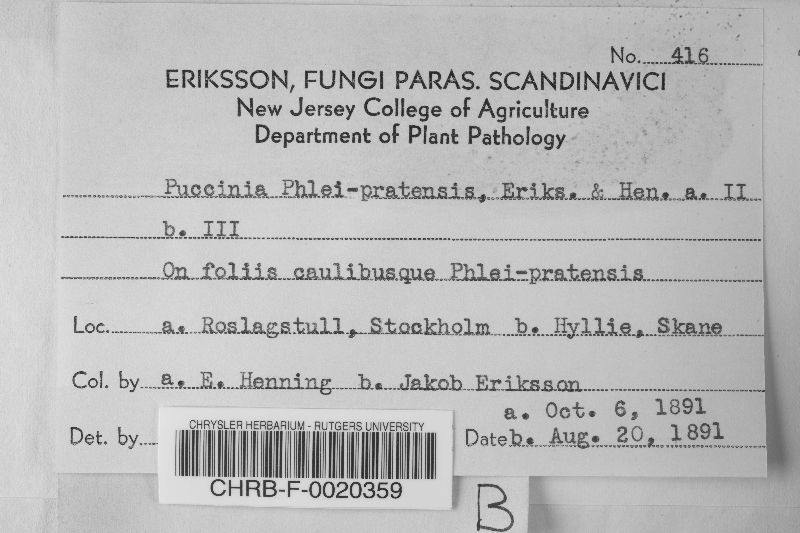 No. 416
ERIKSSON, FUNGI PARAS. SCANDINAVICI
New Jersey College of Agriculture
Department of Plant Pathology
Puccinia Phlei-pratensis, Eriks. & Hen. a. II
b. III
On foliis caulibusque Phlei-pratensis
Loc. a. Roslagstull, Stockholm b. Hyllie, Skane
Col. by a. E. Henning b. Jakob Eriksson
a. Oct. 6, 1891
Det. by Date b. Aug. 20, 1891
CHRYSLER HERBARIUM - RUTGERS UNIVERSITY
CHRB-F-0020359
B